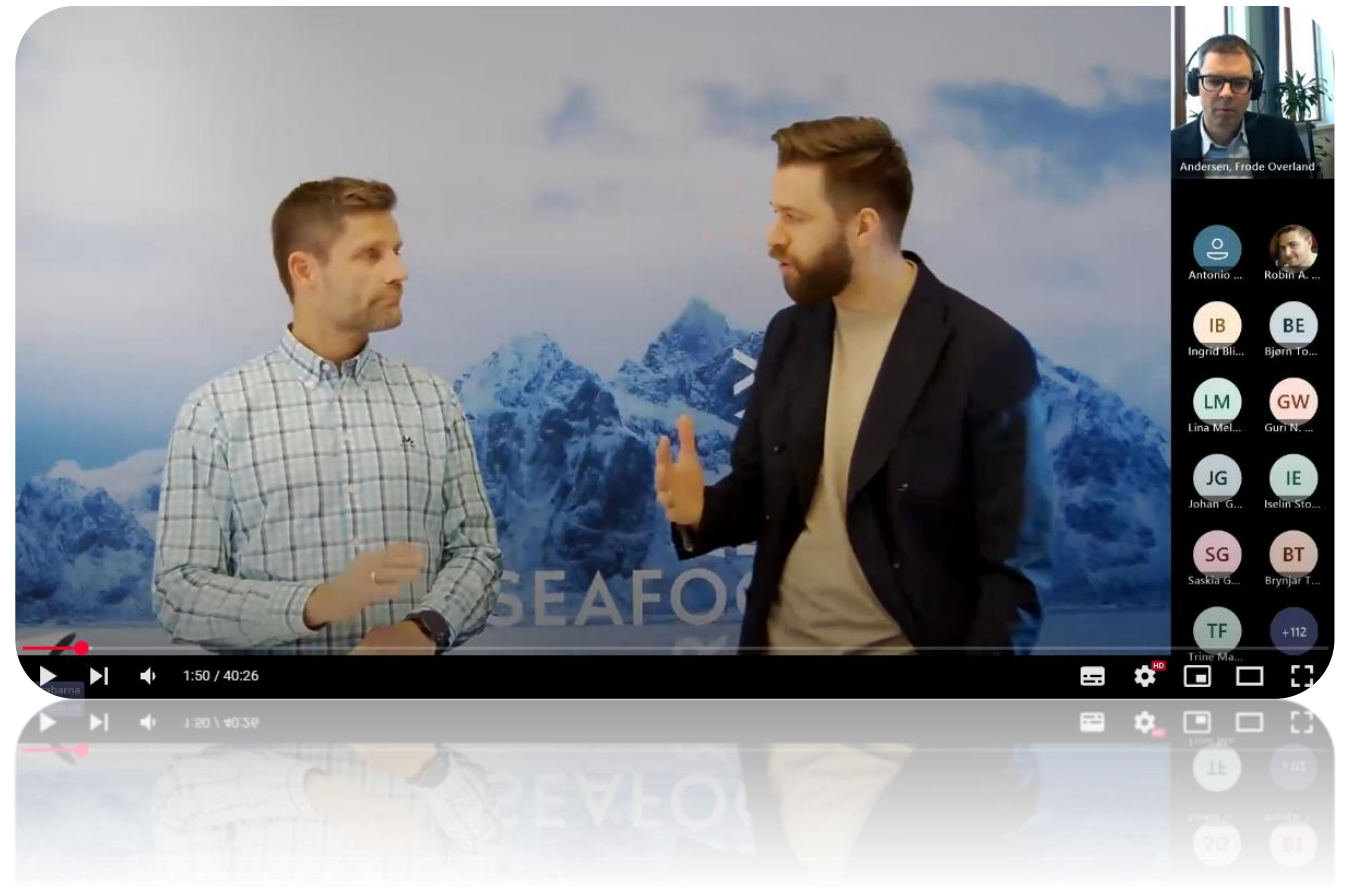 Andersen, Frode Overland
Antonio ...
Robin A. ...
IB
BE
Ingrid Bli...
Bjørn To...
LM
GW
Lina Mel...
Guri N. ...
JG
IE
Johan G...
Iselin Sto...
SG
BT
Saskia G...
Brynjar T...
SEAFOO
TF
+112
Trine Ma...
1:50 / 40:26
HD